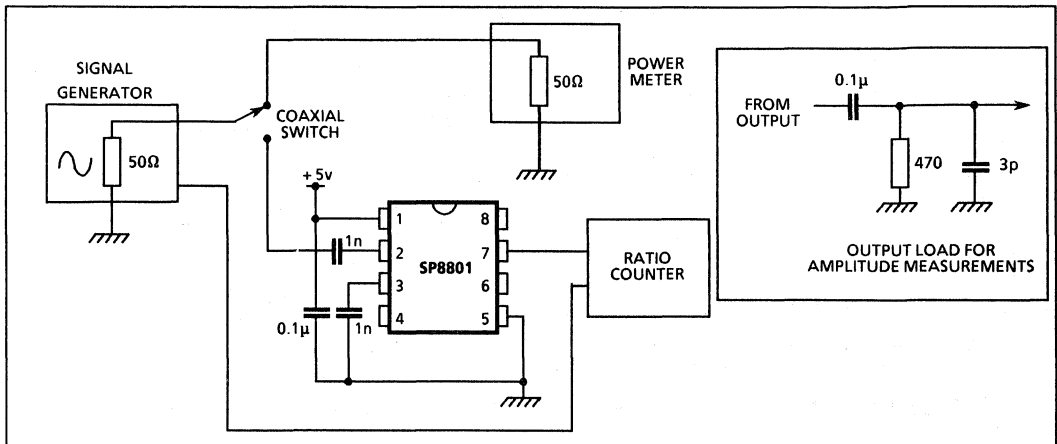 SIGNAL
GENERATOR
50Ω
COAXIAL
SWITCH
50Ω
POWER
METER
+5v
1n
0.1µ
1n
1
2
3
4
SP8801
8
7
6
5
RATIO
COUNTER
FROM
OUTPUT
0.1µ
470
3p
OUTPUT LOAD FOR
AMPLITUDE MEASUREMENTS